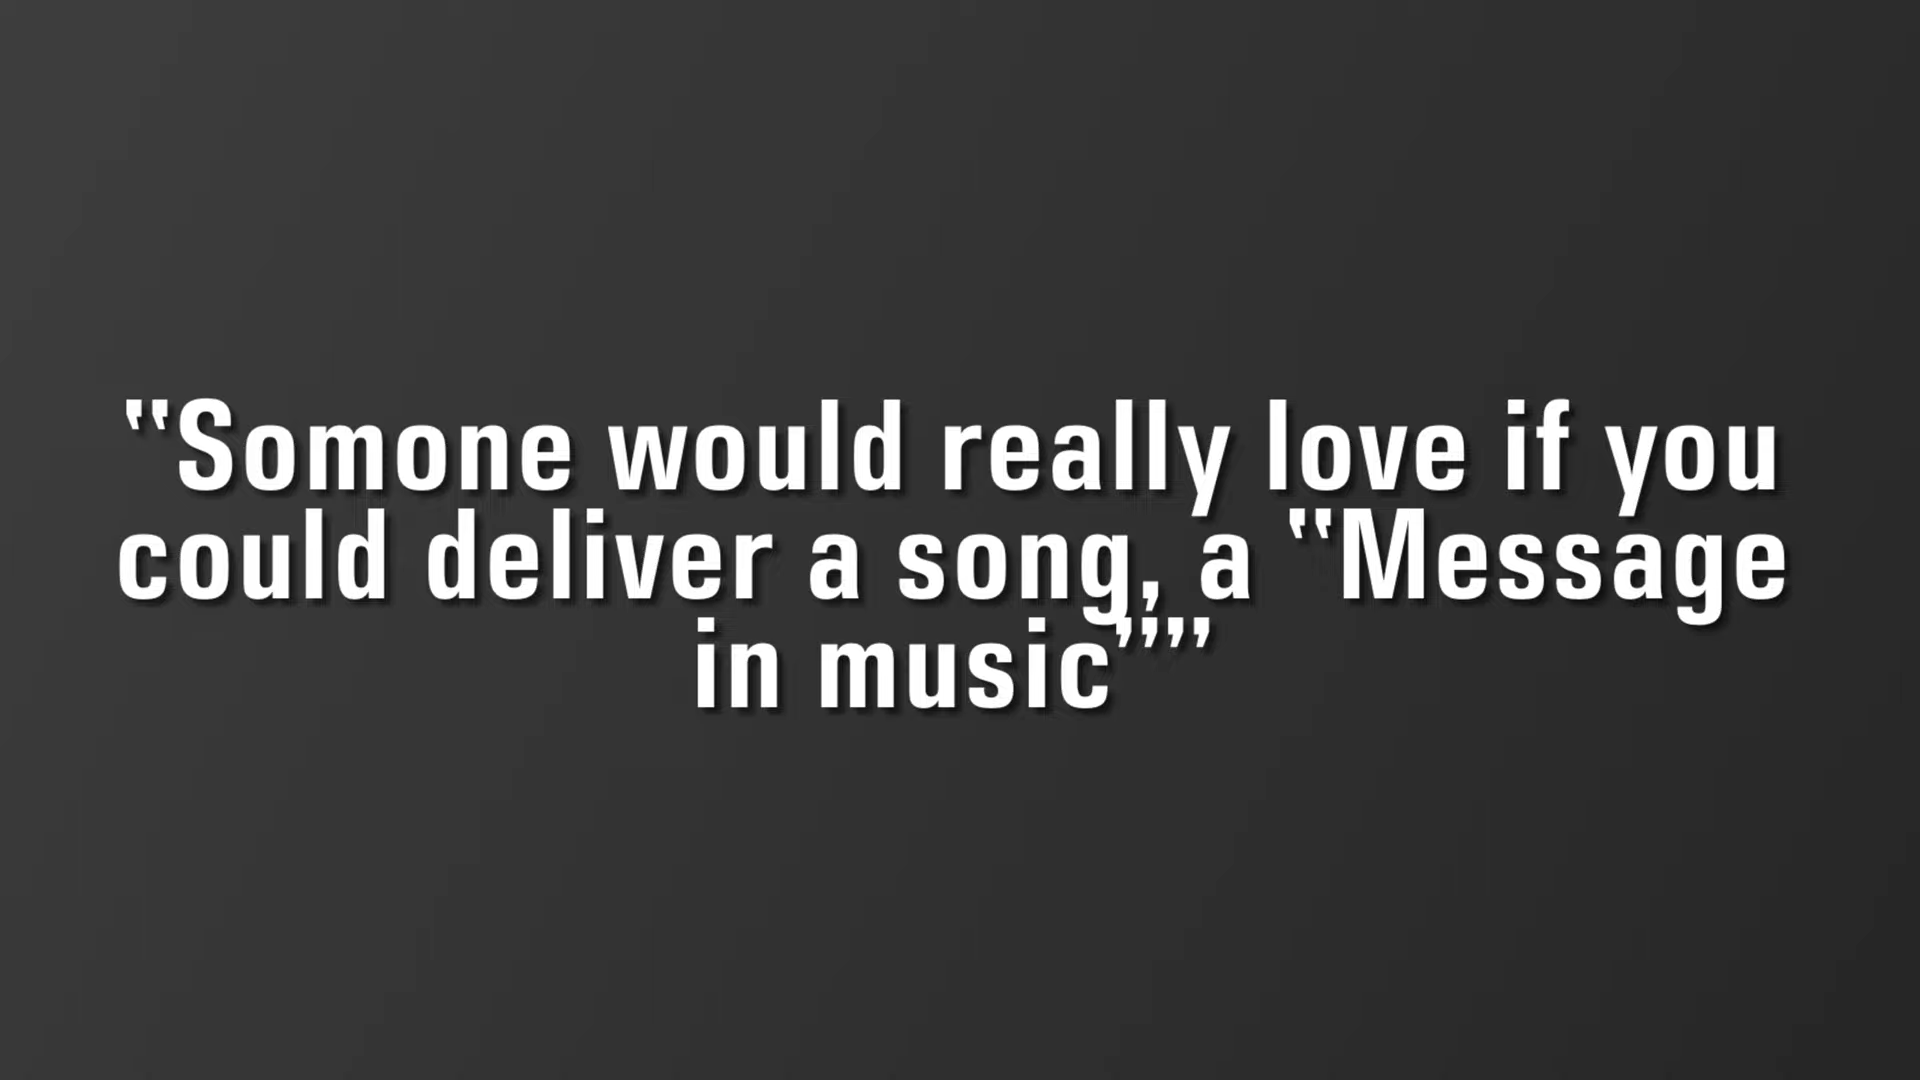 “Somone would really love if you
could deliver a song, a “Message
in music””